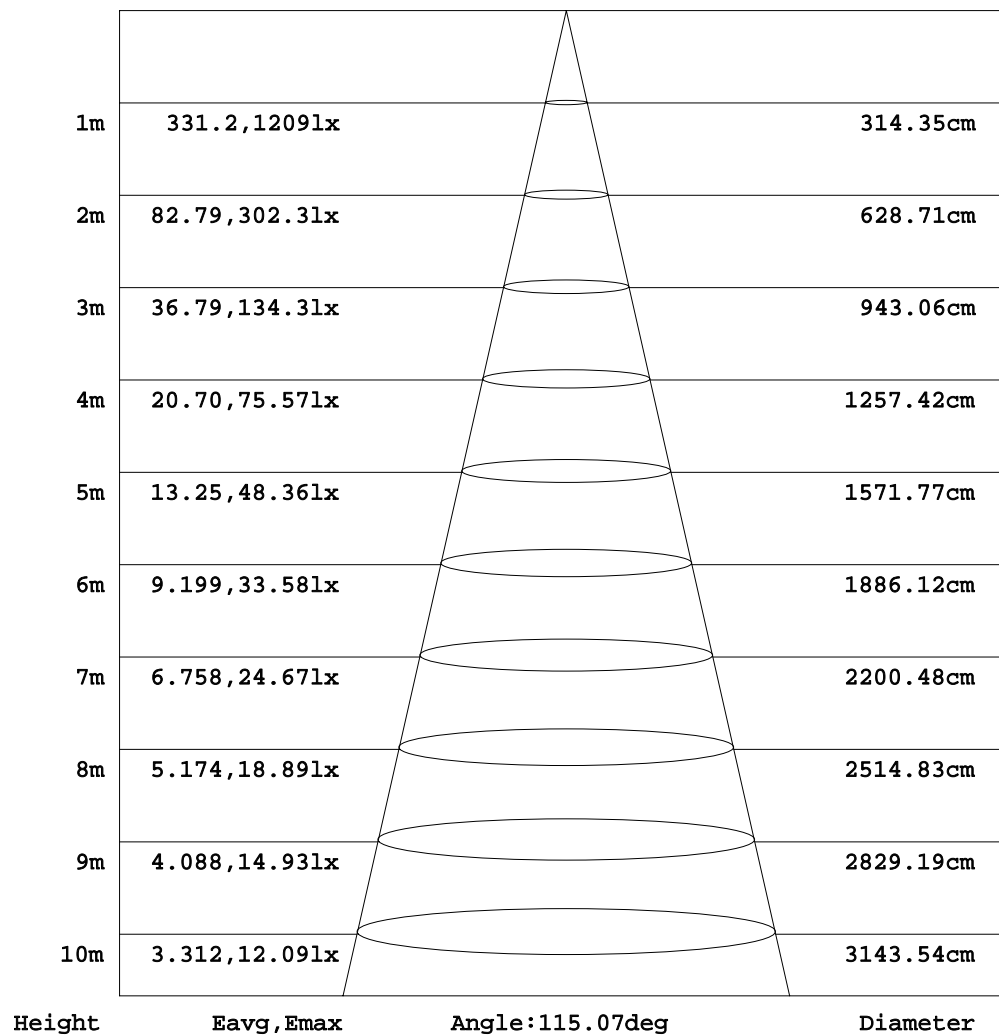 1m 331.2,1209lx 314.35cm
2m 82.79,302.3lx 628.71cm
3m 36.79,134.3lx 943.06cm
4m 20.70,75.57lx 1257.42cm
5m 13.25,48.36lx 1571.77cm
6m 9.199,33.58lx 1886.12cm
7m 6.758,24.67lx 2200.48cm
8m 5.174,18.89lx 2514.83cm
9m 4.088,14.93lx 2829.19cm
10m 3.312,12.09lx 3143.54cm
Height Eavg,Emax Angle:115.07deg Diameter